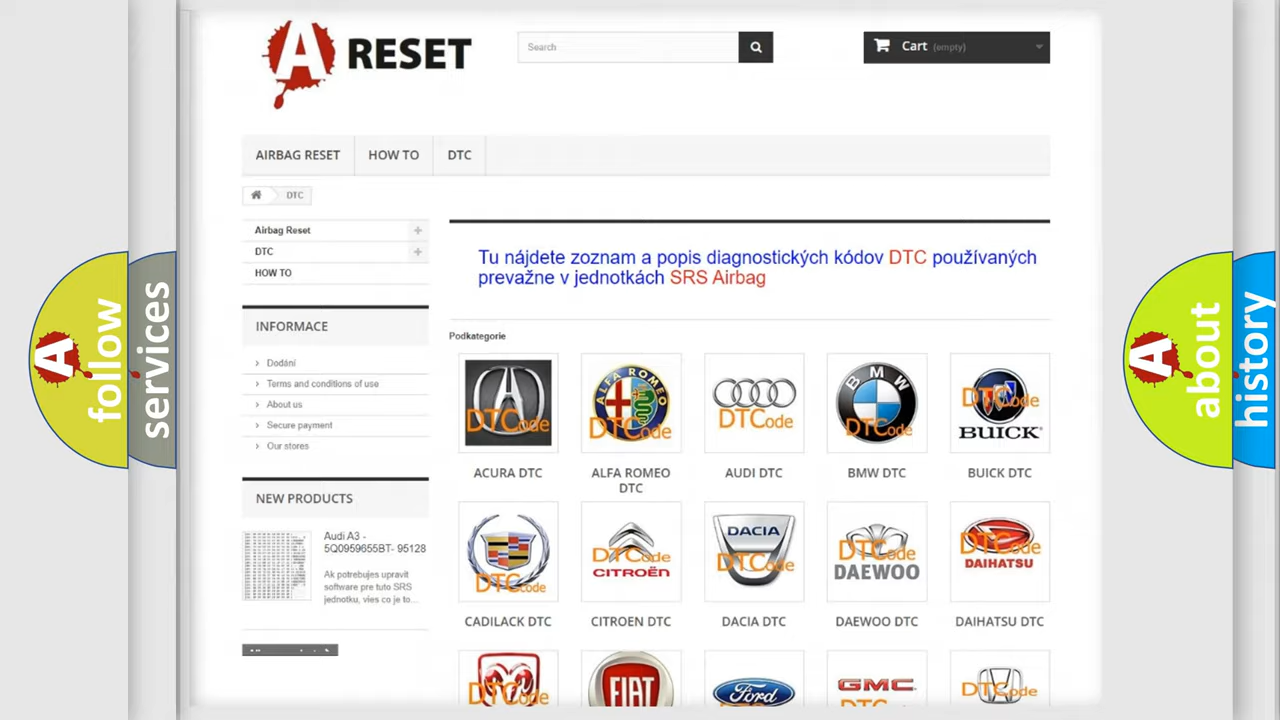 A RESET
Search
Cart (empty)
AIRBAG RESET
HOW TO
DTC
DTC
Airbag Reset
DTC
HOW TO
INFORMACE
Dodání
Terms and conditions of use
About us
Secure payment
Our stores
NEW PRODUCTS
Audi A3 -
5Q0959655BT- 95128
Ak potrebujes upravit
software pre tuto SRS
jednotku, vies co je to...
Tu nájdete zoznam a popis diagnostických kódov DTC používaných
prevažne v jednotkách SRS Airbag
Podkategorie
DTCode
ALFA ROMEO
DTCode
DTCode
BMW
DTCode
DTCode
BUICK
ACURA DTC
ALFA ROMEO
DTC
AUDI DTC
BMW DTC
BUICK DTC
DTCode
DTCode
CITROËN
DACIA
DTCode
DTCode
DAEWOO
DTCode
DAIHATSU
CADILACK DTC
CITROEN DTC
DACIA DTC
DAEWOO DTC
DAIHATSU DTC
DTCode
FIAT
Ford
GMC
DTCode
A follow
services
A about
history